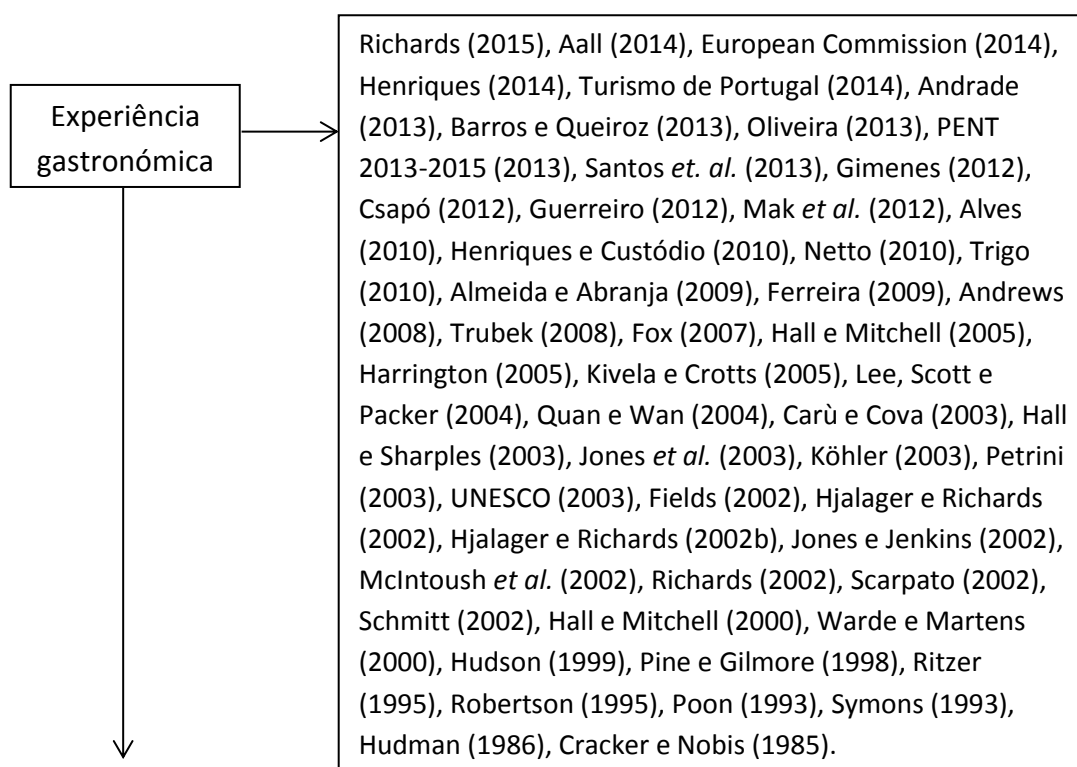 Experiência
gastronómica
Richards (2015), Aall (2014), European Commission (2014),
Henriques (2014), Turismo de Portugal (2014), Andrade
(2013), Barros e Queiroz (2013), Oliveira (2013), PENT
2013-2015 (2013), Santos et. al. (2013), Gimenes (2012),
Csapó (2012), Guerreiro (2012), Mak et al. (2012), Alves
(2010), Henriques e Custódio (2010), Netto (2010), Trigo
(2010), Almeida e Abranja (2009), Ferreira (2009), Andrews
(2008), Trubek (2008), Fox (2007), Hall e Mitchell (2005),
Harrington (2005), Kivela e Crotts (2005), Lee, Scott e
Packer (2004), Quan e Wan (2004), Carù e Cova (2003), Hall
e Sharples (2003), Jones et al. (2003), Köhler (2003), Petrini
(2003), UNESCO (2003), Fields (2002), Hjalager e Richards
(2002), Hjalager e Richards (2002b), Jones e Jenkins (2002),
McIntoush et al. (2002), Richards (2002), Scarpato (2002),
Schmitt (2002), Hall e Mitchell (2000), Warde e Martens
(2000), Hudson (1999), Pine e Gilmore (1998), Ritzer
(1995), Robertson (1995), Poon (1993), Symons (1993),
Hudman (1986), Cracker e Nobis (1985).